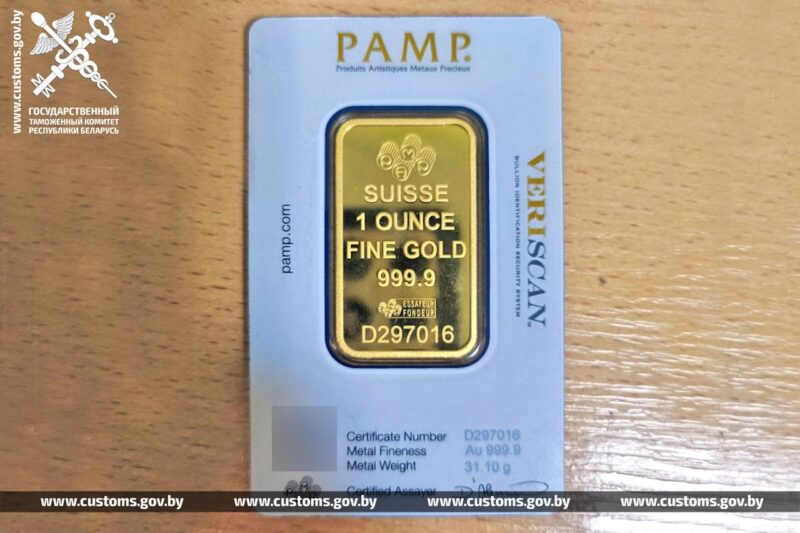 www.customs.gov.by
ГОСУДАРСТВЕННЫЙ
ТАМОЖЕННЫЙ КОМИТЕТ
РЕСПУБЛИКИ БЕЛАРУСЬ
PAMP.
Produits Artistiques Métaux Précieux
PAMP
SUISSE
1 OUNCE
FINE GOLD
999.9
ESSAYEUR
FONDEUR
D297016
pamp.com
VERISCAN™
BULLION IDENTIFICATION SECURITY SYSTEM
Certificate Number D297016
Metal Fineness Au 999.9
Metal Weight 31.10 g
PAMP Certified Assayer
www.customs.gov.by www.customs.gov.by www.customs.gov.by www.customs.gov.by